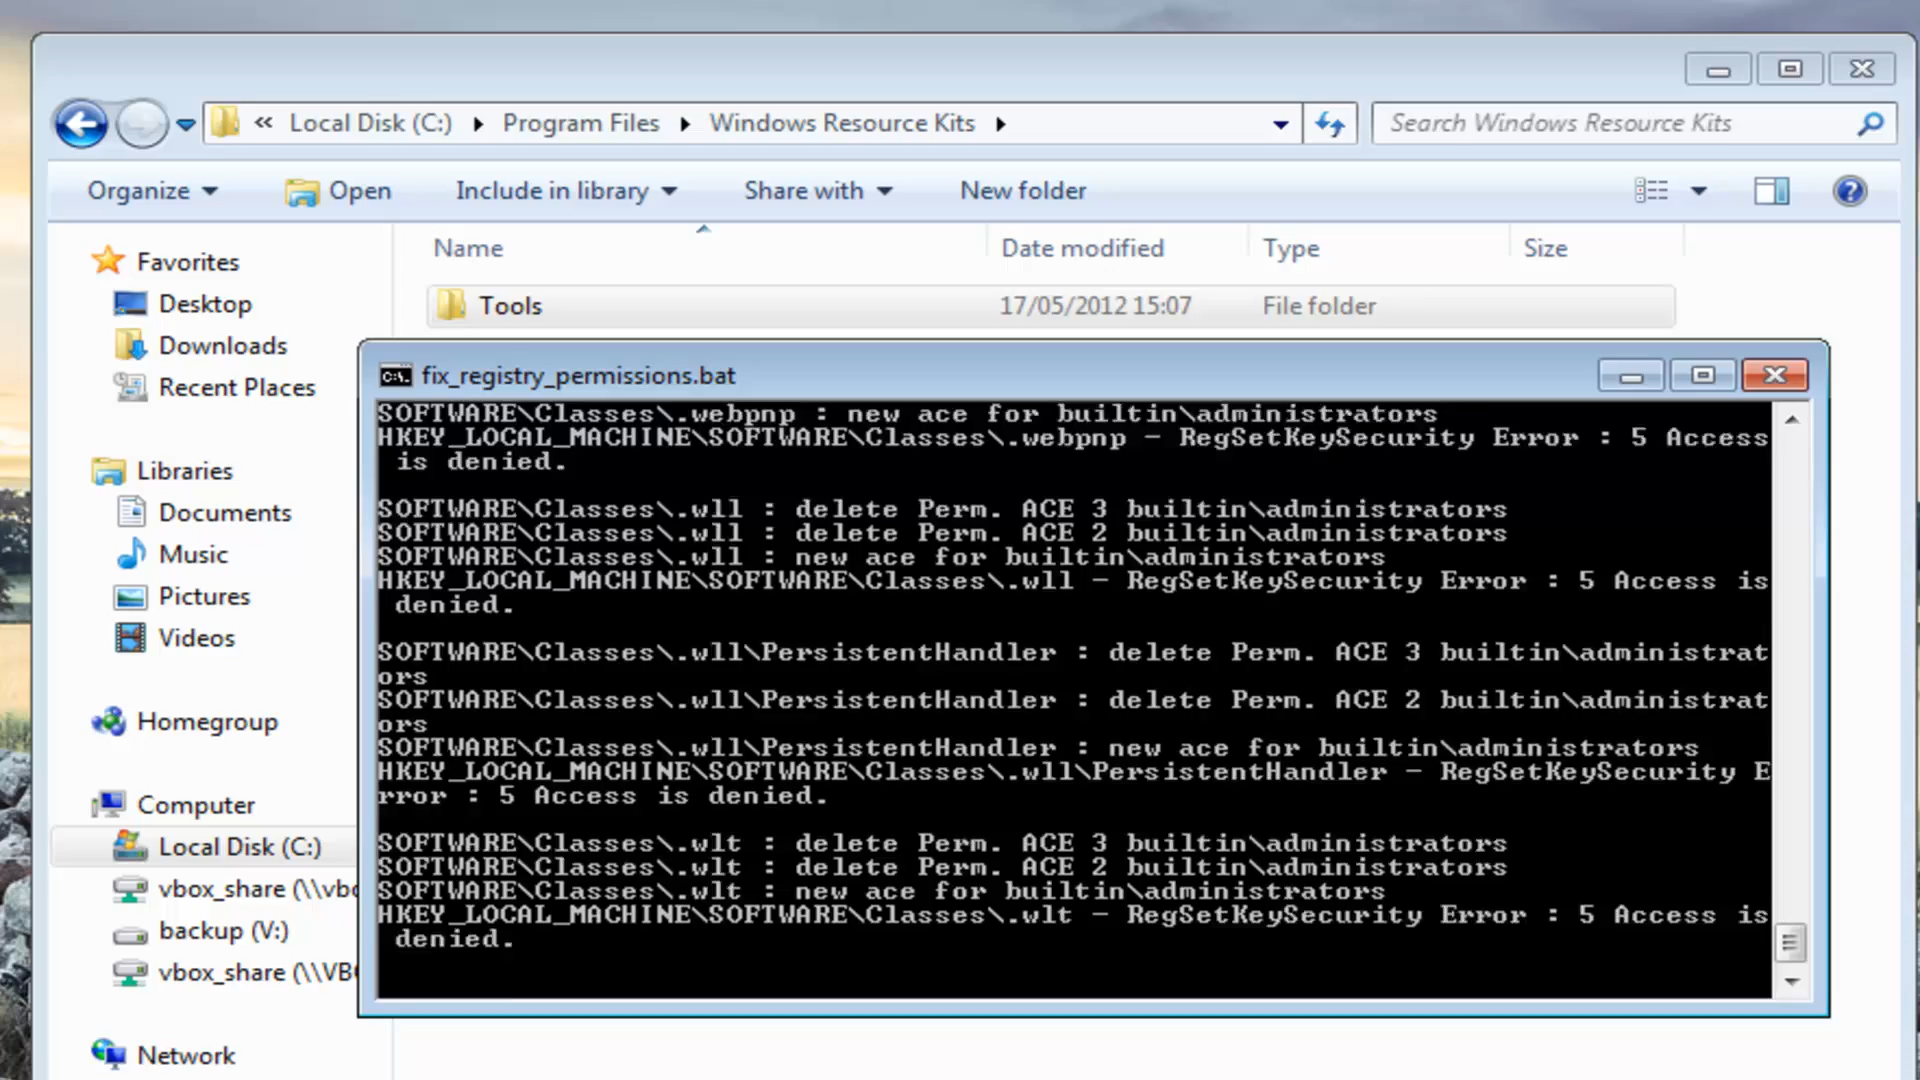 « Local Disk (C:) ▸ Program Files ▸ Windows Resource Kits ▸
Search Windows Resource Kits
Organize
Open
Include in library
Share with
New folder
Name
Date modified
Type
Size
Tools
17/05/2012 15:07
File folder
Favorites
Desktop
Downloads
Recent Places
Libraries
Documents
Music
Pictures
Videos
Homegroup
Computer
Local Disk (C:)
vbox_share (\\vbo
backup (V:)
vbox_share (\\VBO
Network
C:\.
fix_registry_permissions.bat
SOFTWARE\Classes\.webpnp : new ace for builtin\administrators
HKEY_LOCAL_MACHINE\SOFTWARE\Classes\.webpnp - RegSetKeySecurity Error : 5 Access
is denied.
SOFTWARE\Classes\.wll : delete Perm. ACE 3 builtin\administrators
SOFTWARE\Classes\.wll : delete Perm. ACE 2 builtin\administrators
SOFTWARE\Classes\.wll : new ace for builtin\administrators
HKEY_LOCAL_MACHINE\SOFTWARE\Classes\.wll - RegSetKeySecurity Error : 5 Access is
denied.
SOFTWARE\Classes\.wll\PersistentHandler : delete Perm. ACE 3 builtin\administrat
ors
SOFTWARE\Classes\.wll\PersistentHandler : delete Perm. ACE 2 builtin\administrat
ors
SOFTWARE\Classes\.wll\PersistentHandler : new ace for builtin\administrators
HKEY_LOCAL_MACHINE\SOFTWARE\Classes\.wll\PersistentHandler - RegSetKeySecurity E
rror : 5 Access is denied.
SOFTWARE\Classes\.wlt : delete Perm. ACE 3 builtin\administrators
SOFTWARE\Classes\.wlt : delete Perm. ACE 2 builtin\administrators
SOFTWARE\Classes\.wlt : new ace for builtin\administrators
HKEY_LOCAL_MACHINE\SOFTWARE\Classes\.wlt - RegSetKeySecurity Error : 5 Access is
denied.